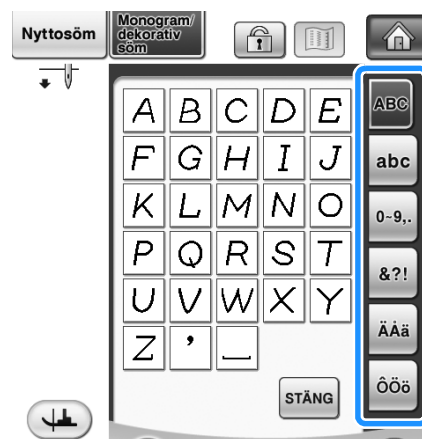 Nyttosöm
Monogram/
dekorativ
söm
A B C D E
F G H I J
K L M N O
P Q R S T
U V W X Y
Z ’ _
ABC
abc
0~9,.
&?!
ÄÅä
ÔÖö
STÄNG